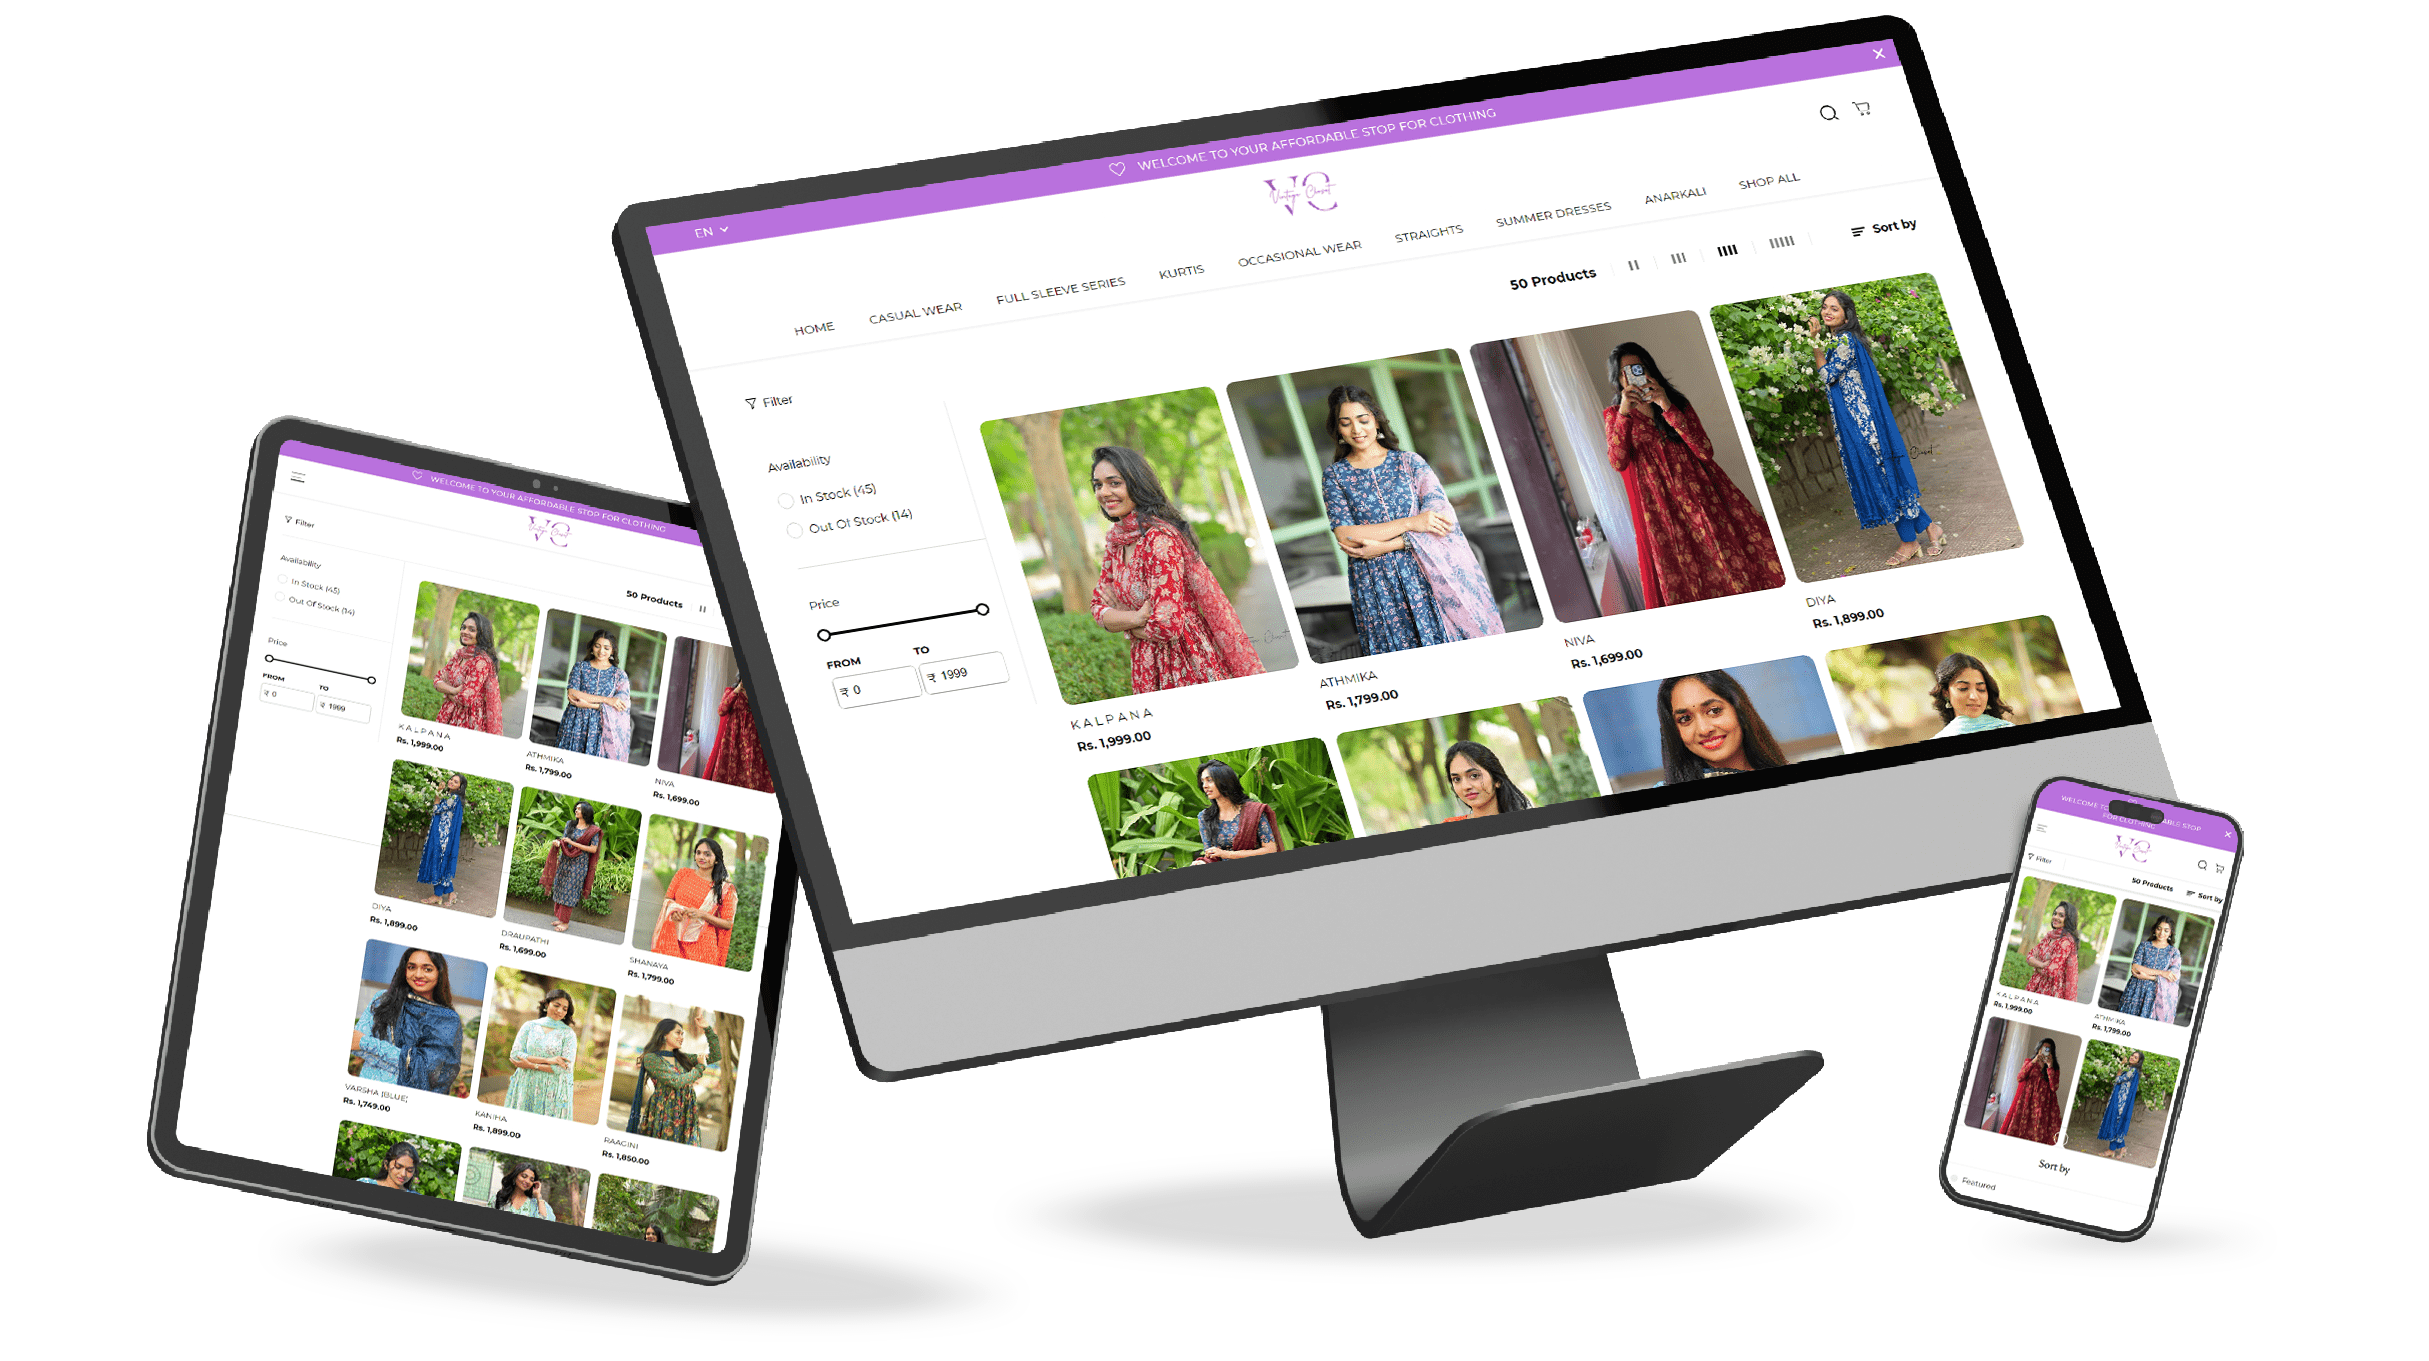 WELCOME TO YOUR AFFORDABLE STOP FOR CLOTHING
EN
VC
Vintage Closet
HOME
CASUAL WEAR
FULL SLEEVE SERIES
KURTIS
OCCASIONAL WEAR
STRAIGHTS
SUMMER DRESSES
ANARKALI
SHOP ALL
50 Products
Sort by
Filter
Availability
In Stock (45)
Out Of Stock (14)
Price
FROM
TO
₹ 0
₹ 1999
KALPANA
Rs. 1,999.00
ATHMIKA
Rs. 1,799.00
NIVA
Rs. 1,699.00
DIYA
Rs. 1,899.00
WELCOME TO YOUR AFFORDABLE STOP FOR CLOTHING
VC
Vintage Closet
Filter
Availability
In Stock (45)
Out Of Stock (14)
Price
FROM
TO
₹ 0
₹ 1999
50 Products
KALPANA
Rs. 1,999.00
ATHMIKA
Rs. 1,799.00
NIVA
Rs. 1,699.00
DIYA
Rs. 1,899.00
DRAUPATHI
Rs. 1,699.00
SHANAYA
Rs. 1,799.00
VARSHA (BLUE)
Rs. 1,749.00
KANIHA
Rs. 1,899.00
RAAGINI
Rs. 1,850.00
WELCOME STOP
FOR CLOTHING
VC
Vintage Closet
Filter
50 Products
Sort by
KALPANA
Rs. 1,999.00
ATHMIKA
Rs. 1,799.00
Sort by
Featured